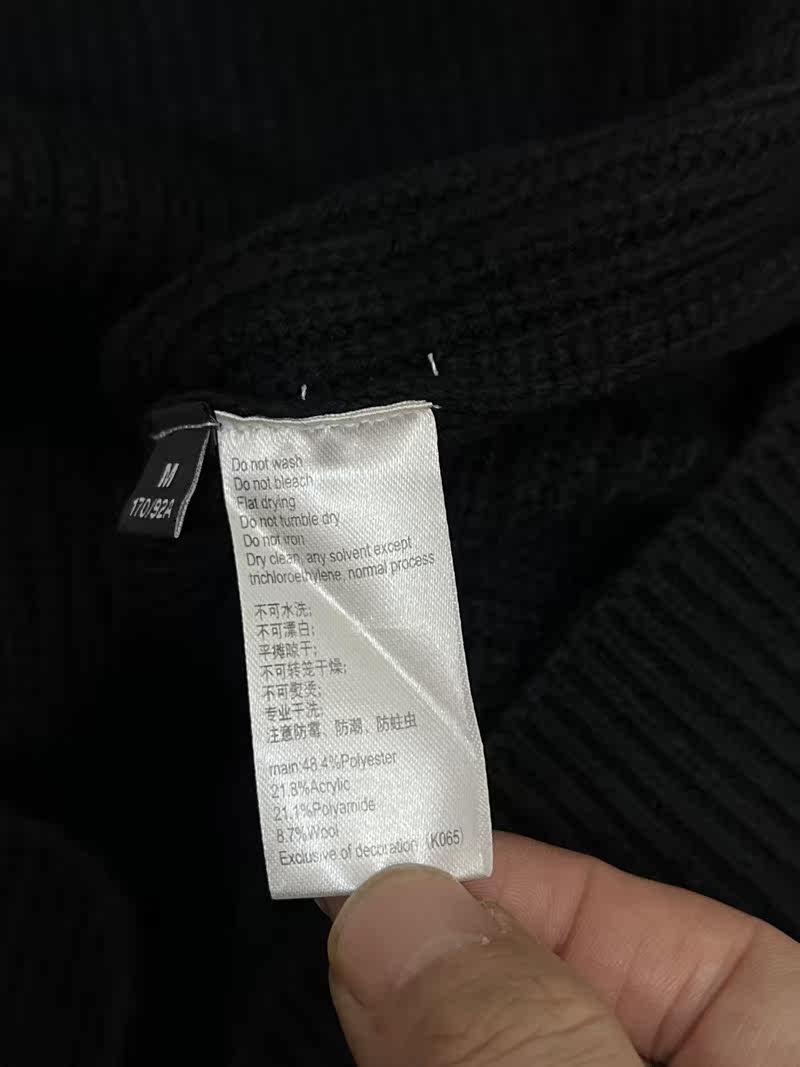 M
170/92A
Do not wash
Do not bleach
Flat drying
Do not tumble dry
Do not iron
Dry clean, any solvent except
trichloroethylene, normal process
不可水洗;
不可漂白;
平摊晾干;
不可转笼干燥;
不可熨烫;
专业干洗;
注意防霉、防潮、防蛀虫
main:48.4%Polyester
21.8%Acrylic
21.1%Polyamide
8.7%Wool
Exclusive of decoration (K065)